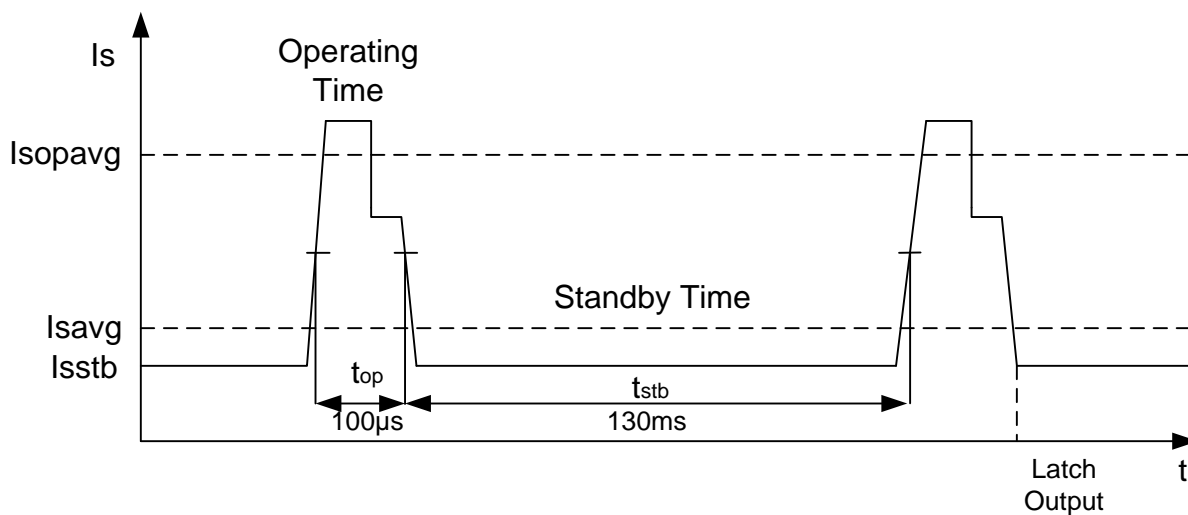 Is
Operating
Time
Isopavg
Standby Time
Isavg
Isstb
top
tstb
100µs
130ms
t
Latch
Output